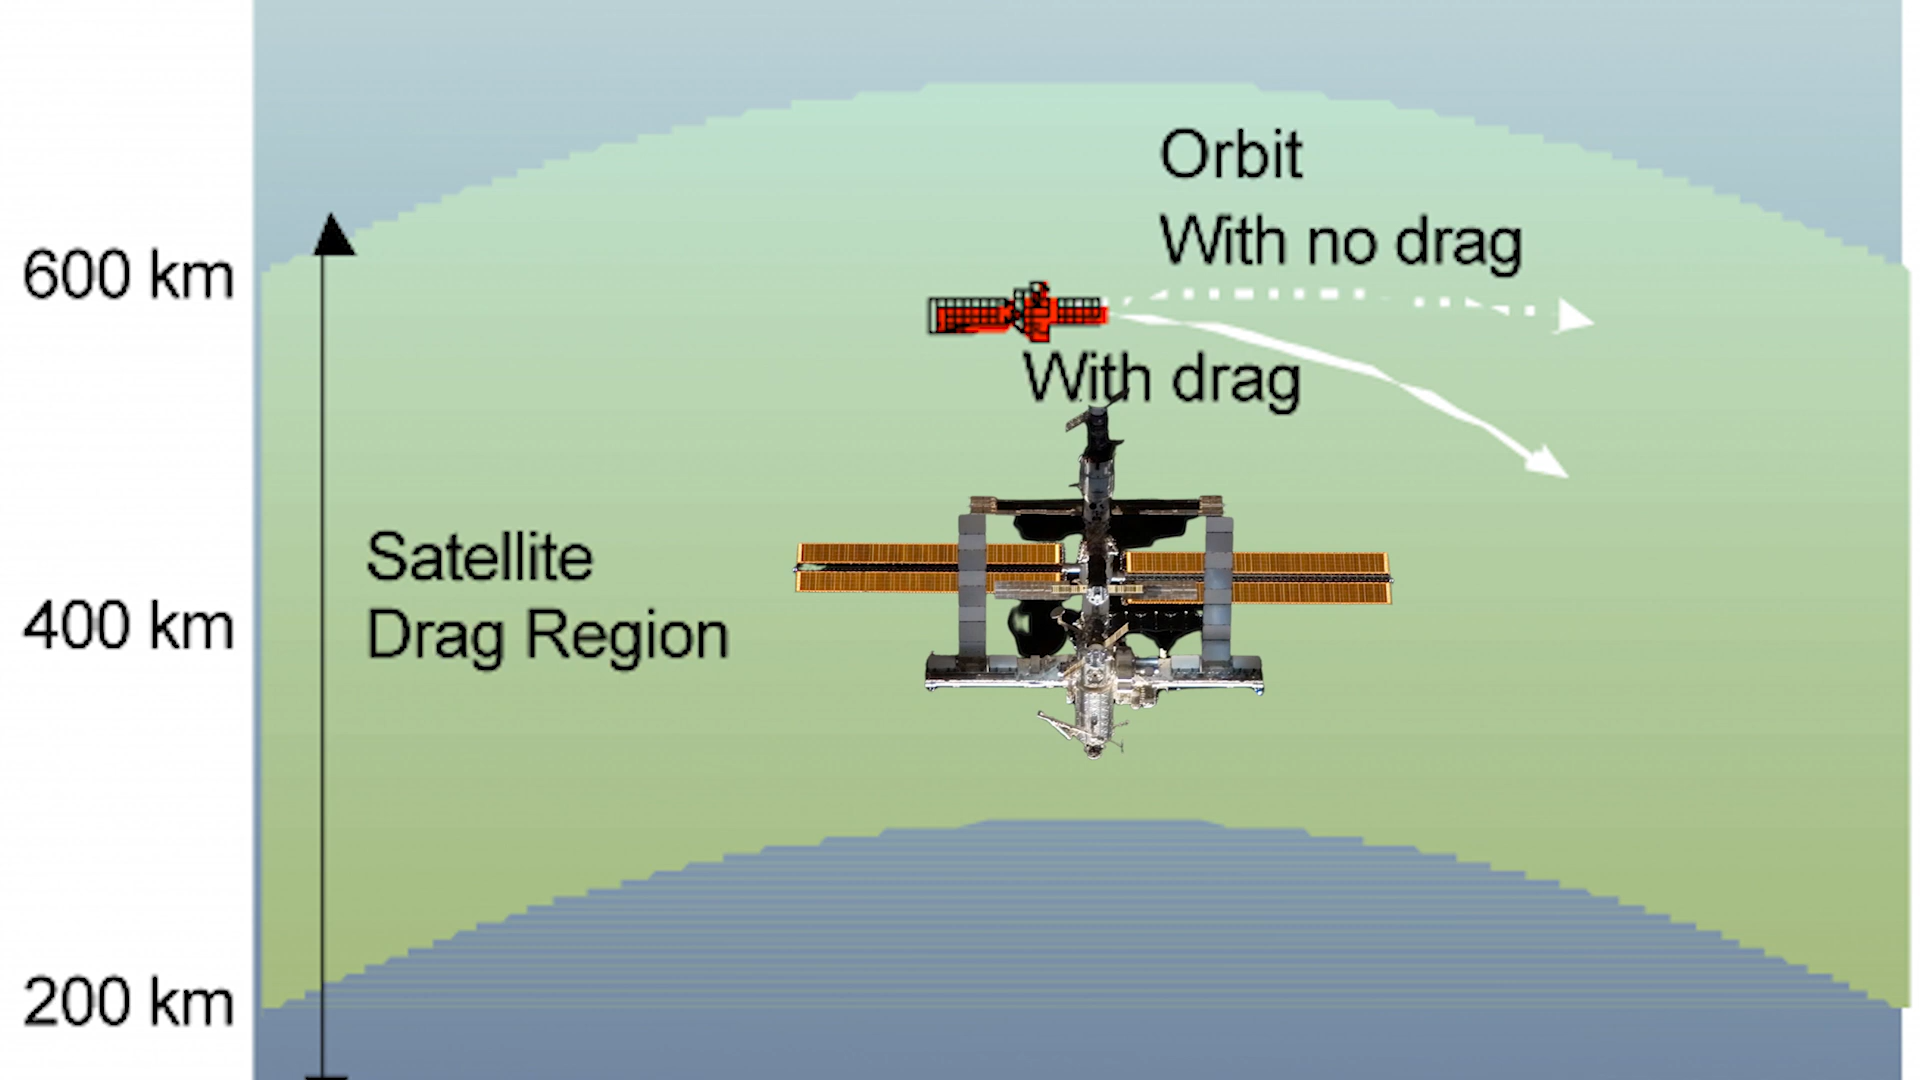 Orbit
With no drag
600 km
With drag
Satellite
Drag Region
400 km
200 km